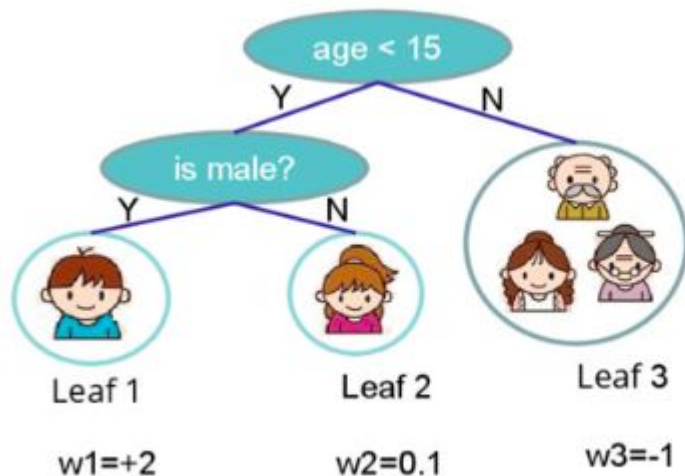 age < 15
Y
N
is male?
Y
N
Leaf 1
Leaf 2
Leaf 3
w1=+2
w2=0.1
w3=-1